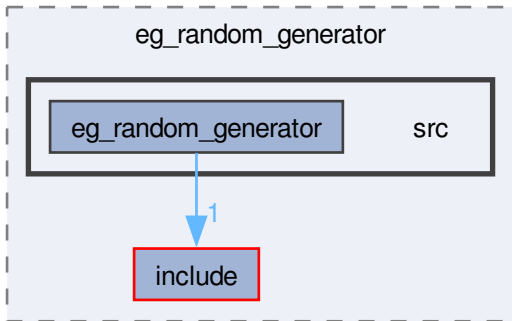 eg_random_generator
eg_random_generator src
1
include